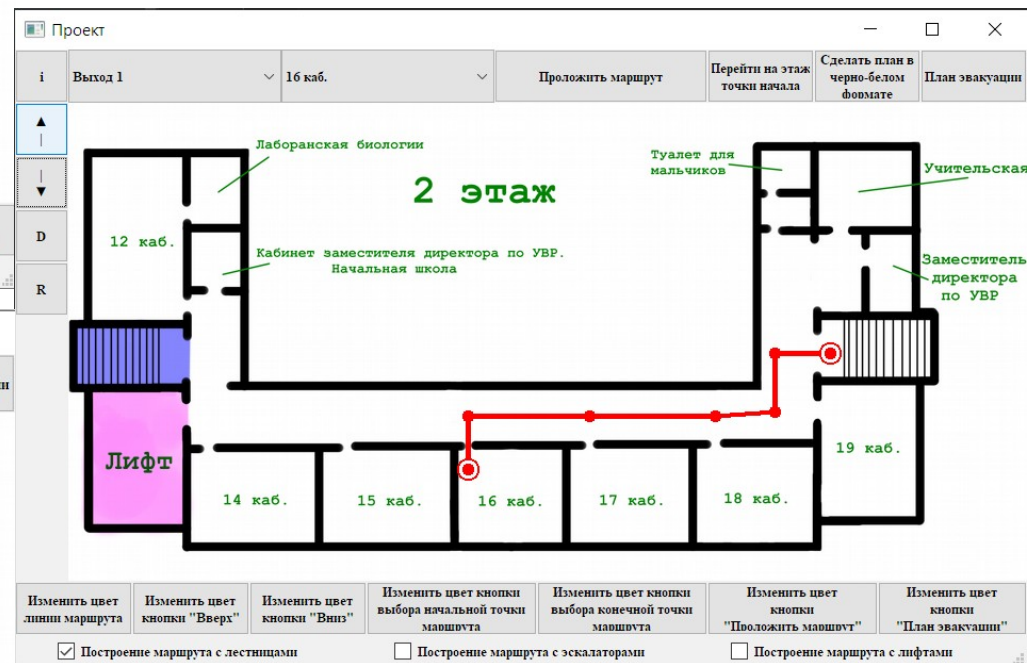 Проект
i
Выход 1
16 каб.
Проложить маршрут
Перейти на этаж
точки начала
Сделать план в
черно-белом
формате
План эвакуации
D
R
Лаборанская биологии
2 этаж
Туалет для
мальчиков
Учительская
12 каб.
Кабинет заместителя директора по УВР.
Начальная школа
Заместитель
директора
по УВР
Лифт
14 каб.
15 каб.
16 каб.
17 каб.
18 каб.
19 каб.
Изменить цвет
линии маршрута
Изменить цвет
кнопки "Вверх"
Изменить цвет
кнопки "Вниз"
Изменить цвет кнопки
выбора начальной точки
маршрута
Изменить цвет кнопки
выбора конечной точки
маршрута
Изменить цвет
кнопки
"Проложить маршрут"
Изменить цвет
кнопки
"План эвакуации"
Построение маршрута с лестницами
Построение маршрута с эскалаторами
Построение маршрута с лифтами